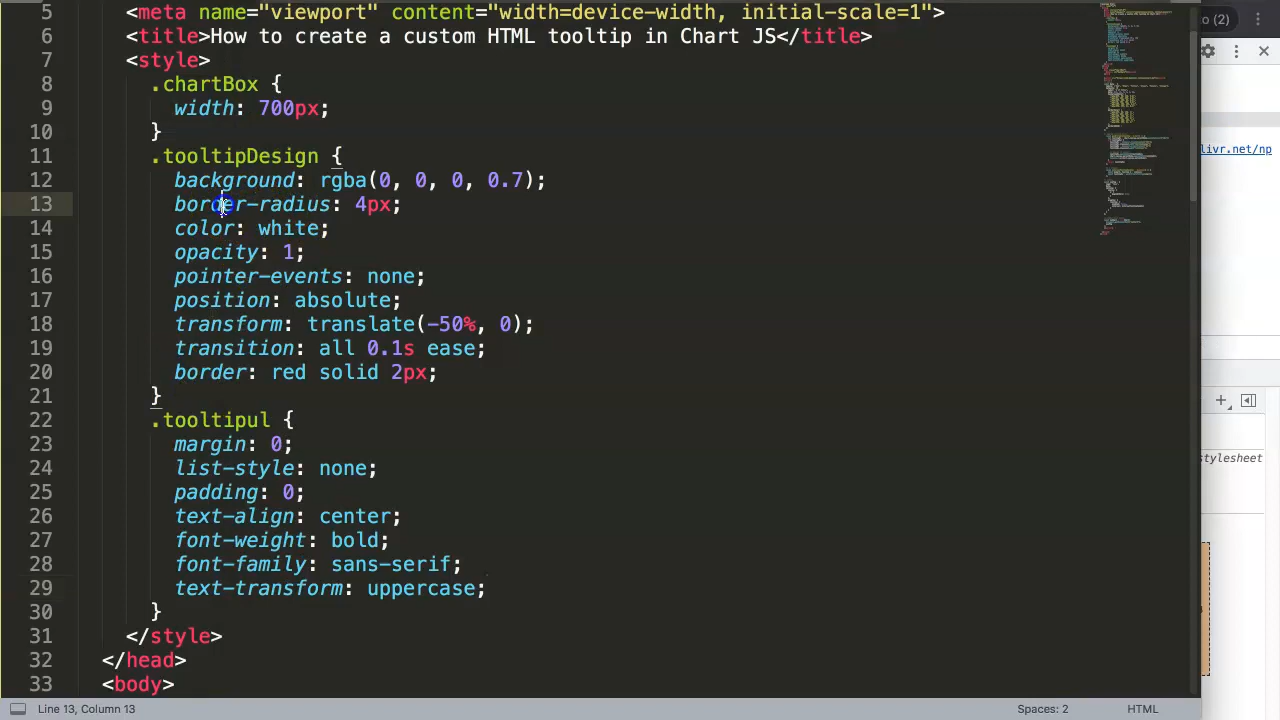 5 <meta name="viewport" content="width=device-width, initial-scale=1">
6 <title>How to create a custom HTML tooltip in Chart JS</title>
7 <style>
8 .chartBox {
9 width: 700px;
10 }
11 .tooltipDesign {
12 background: rgba(0, 0, 0, 0.7);
13 border-radius: 4px;
14 color: white;
15 opacity: 1;
16 pointer-events: none;
17 position: absolute;
18 transform: translate(-50%, 0);
19 transition: all 0.1s ease;
20 border: red solid 2px;
21 }
22 .tooltipul {
23 margin: 0;
24 list-style: none;
25 padding: 0;
26 text-align: center;
27 font-weight: bold;
28 font-family: sans-serif;
29 text-transform: uppercase;
30 }
31 </style>
32 </head>
33 <body>
Line 13, Column 13
Spaces: 2
HTML
o (2)
livr.net/np
stylesheet